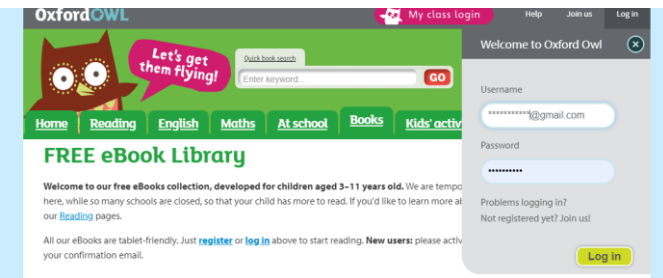 OxfordOWL
My class login
Help Join us Log in
Welcome to Oxford Owl
Let's get
them flying!
Quick book search
Enter keyword...
GO
Username
***********@gmail.com
Password
••••••••••
Problems logging in?
Not registered yet? Join us!
Log in
Home Reading English Maths At school Books Kids' activ
FREE eBook Library
Welcome to our free eBooks collection, developed for children aged 3–11 years old. We are tempo
here, while so many schools are closed, so that your child has more to read. If you'd like to learn more a
our Reading pages.
All our eBooks are tablet-friendly. Just register or log in above to start reading. New users: please activ
your confirmation email.